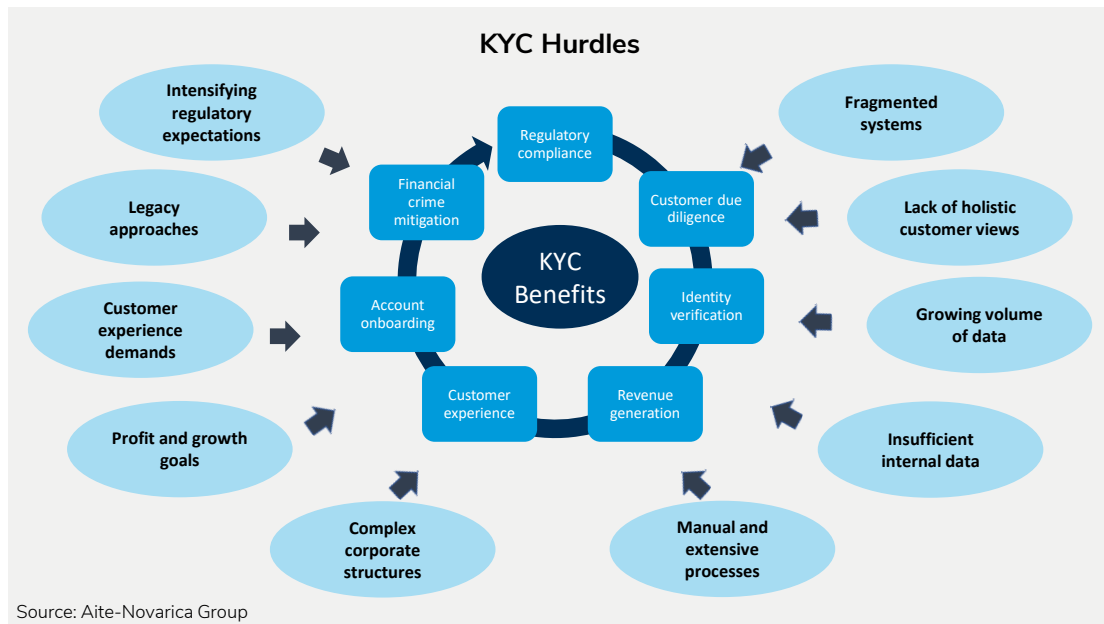 KYC Hurdles
Intensifying
regulatory
expectations
Legacy
approaches
Customer
experience
demands
Profit and growth
goals
Complex
corporate
structures
Regulatory
compliance
Financial
crime
mitigation
Customer due
diligence
KYC
Benefits
Account
onboarding
Identity
verification
Customer
experience
Revenue
generation
Fragmented
systems
Lack of holistic
customer views
Growing volume
of data
Insufficient
internal data
Manual and
extensive
processes
Source: Aite-Novarica Group